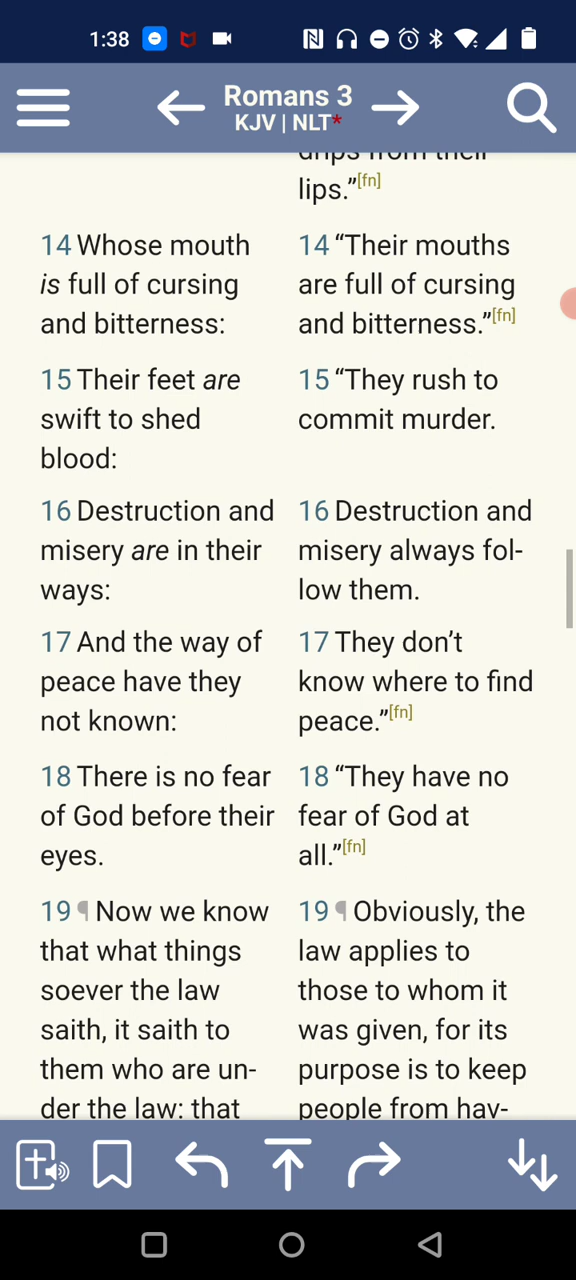 1:38
Romans 3
KJV | NLT*
drips from their
lips.”[fn]
14 Whose mouth
is full of cursing
and bitterness:
14 “Their mouths
are full of cursing
and bitterness.”[fn]
15 Their feet are
swift to shed
blood:
15 “They rush to
commit murder.
16 Destruction and
misery are in their
ways:
16 Destruction and
misery always fol-
low them.
17 And the way of
peace have they
not known:
17 They don’t
know where to find
peace.”[fn]
18 There is no fear
of God before their
eyes.
18 “They have no
fear of God at
all.”[fn]
19 ¶ Now we know
that what things
soever the law
saith, it saith to
them who are un-
der the law: that
19 ¶ Obviously, the
law applies to
those to whom it
was given, for its
purpose is to keep
people from hav-